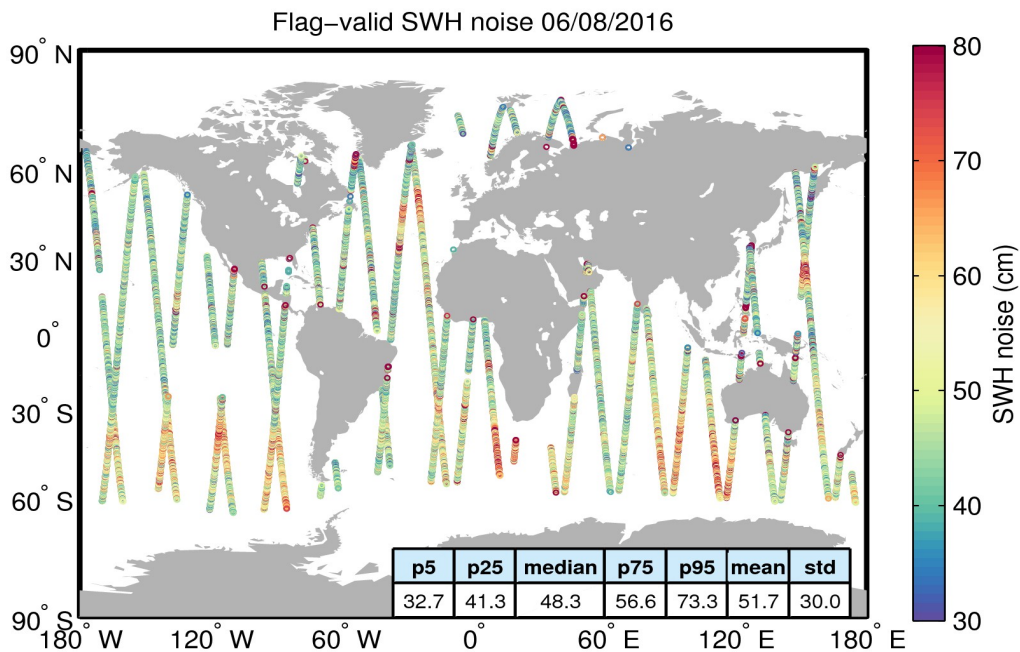 Flag−valid SWH noise 06/08/2016
90° N
60° N
30° N
0°
30° S
60° S
90° S
180° W
120° W
60° W
0°
60° E
120° E
180° E
p5 p25 median p75 p95 mean std
32.7 41.3 48.3 56.6 73.3 51.7 30.0
80
70
60
50
40
30
SWH noise (cm)